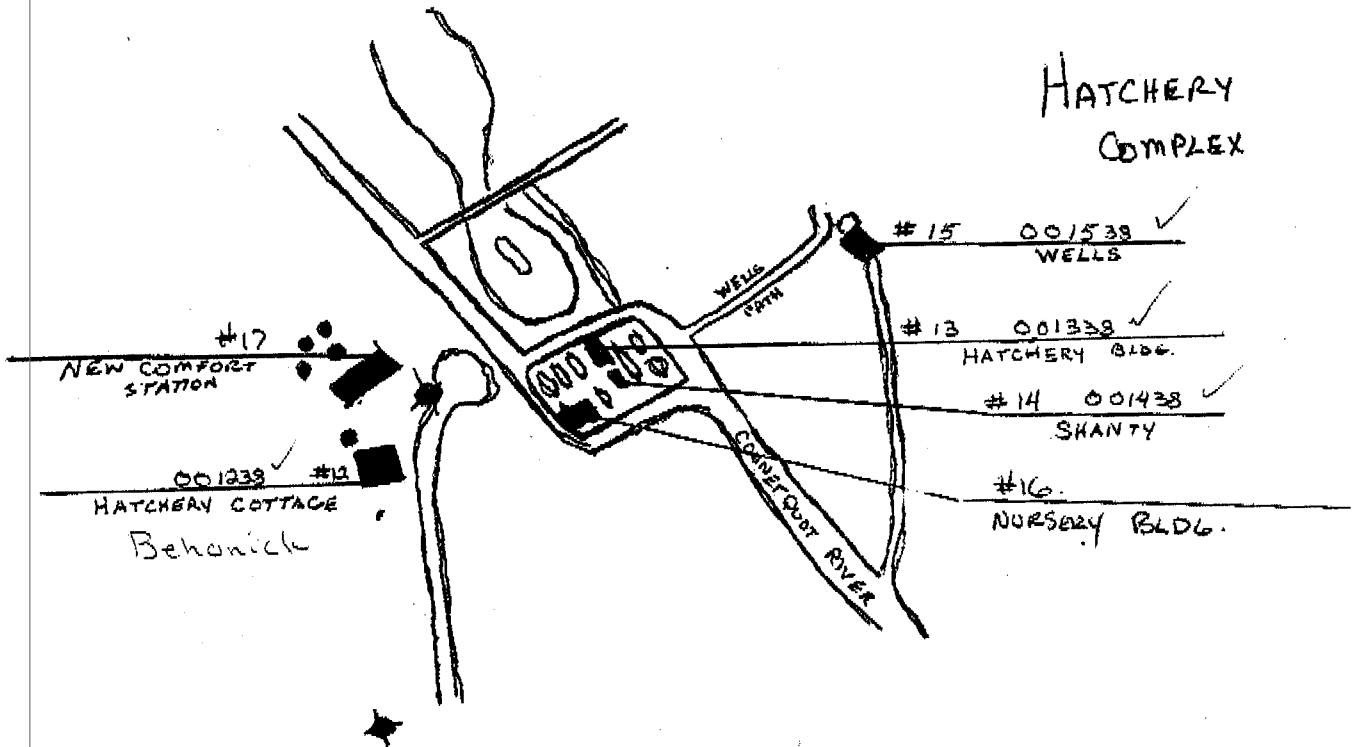 HATCHERY
COMPLEX
#15 001538 ✓
WELLS
WELLS
PATH
#13 001338 ✓
HATCHERY BLDG.
#17
NEW COMFORT
STATION
#14 001438 ✓
SHANTY
001238 ✓ #12
HATCHERY COTTAGE
#16.
NURSERY BLDG.
CONNETQUOT RIVER